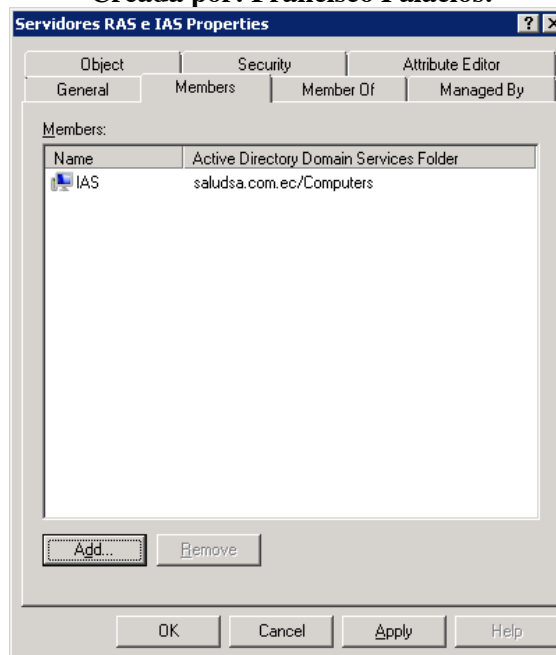 Creada por: Francisco Palacios.
Servidores RAS e IAS Properties
Object Security Attribute Editor
General Members Member Of Managed By
Members:
Name Active Directory Domain Services Folder
IAS saludsa.com.ec/Computers
Add... Remove
OK Cancel Apply Help